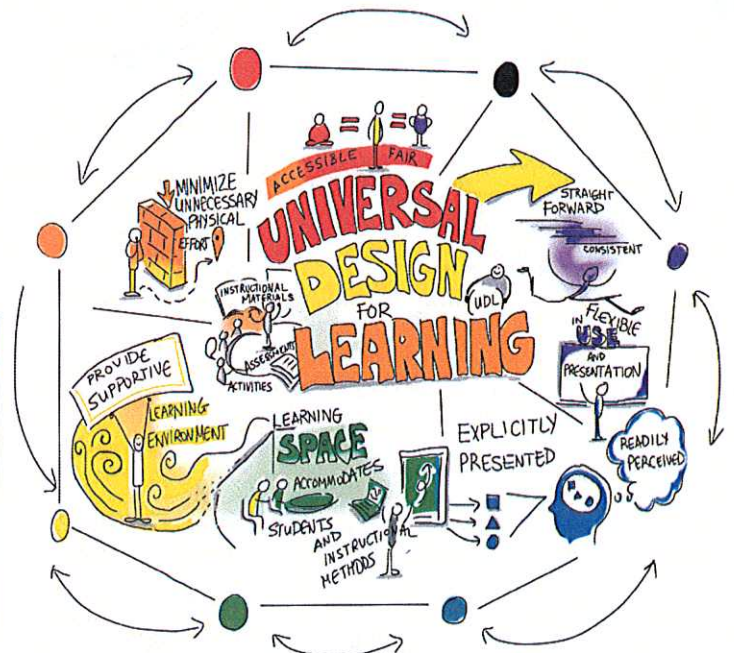 ACCESSIBLE FAIR
UNIVERSAL
DESIGN
FOR
LEARNING
UDL
STRAIGHT
FORWARD
CONSISTENT
FLEXIBLE
IN USE
AND
PRESENTATION
EXPLICITLY
PRESENTED
READILY
PERCEIVED
LEARNING
SPACE
ACCOMMODATES
STUDENTS
AND
INSTRUCTIONAL
METHODS
PROVIDE
SUPPORTIVE
LEARNING
ENVIRONMENT
MINIMIZE
UNNECESSARY
PHYSICAL
EFFORT
INSTRUCTIONAL
MATERIALS
ASSESSMENTS
ACTIVITIES